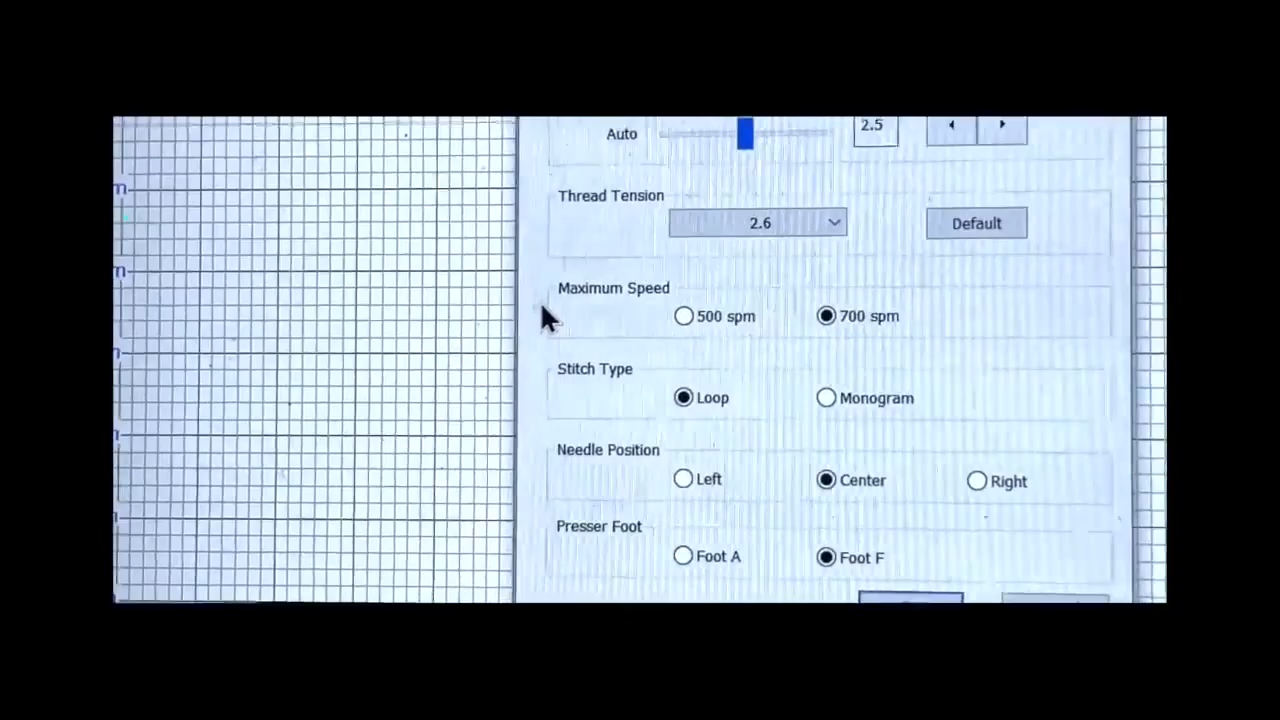 Auto 2.5
Thread Tension
2.6 Default
Maximum Speed
500 spm 700 spm
Stitch Type
Loop Monogram
Needle Position
Left Center Right
Presser Foot
Foot A Foot F